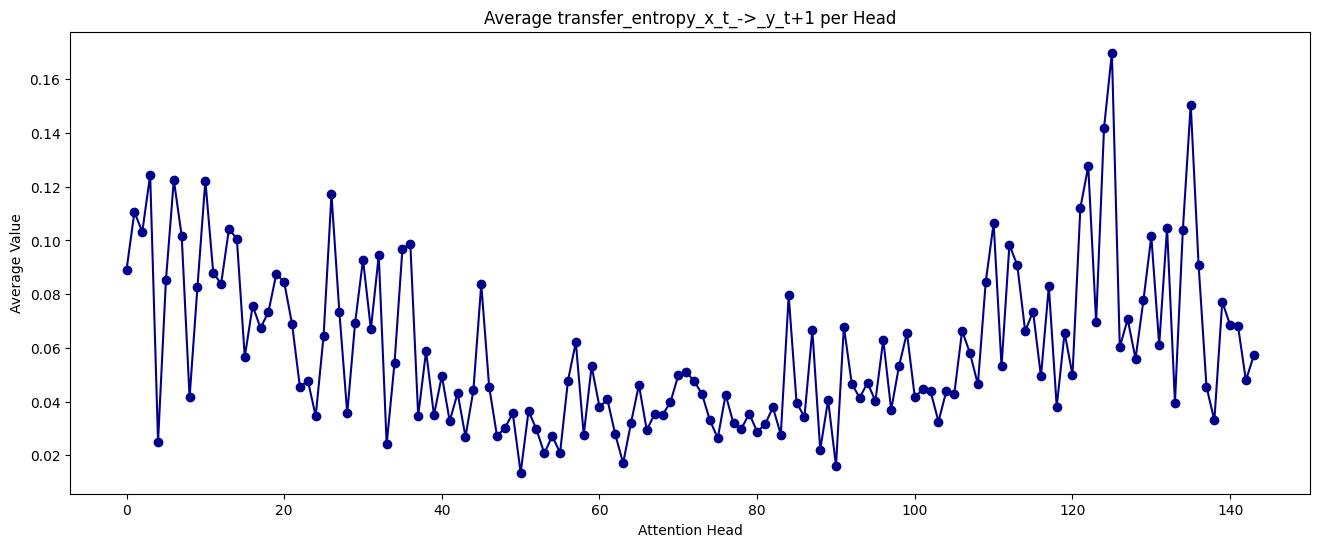 Average transfer_entropy_x_t_->_y_t+1 per Head
Average Value
0.16
0.14
0.12
0.10
0.08
0.06
0.04
0.02
0 20 40 60 80 100 120 140
Attention Head